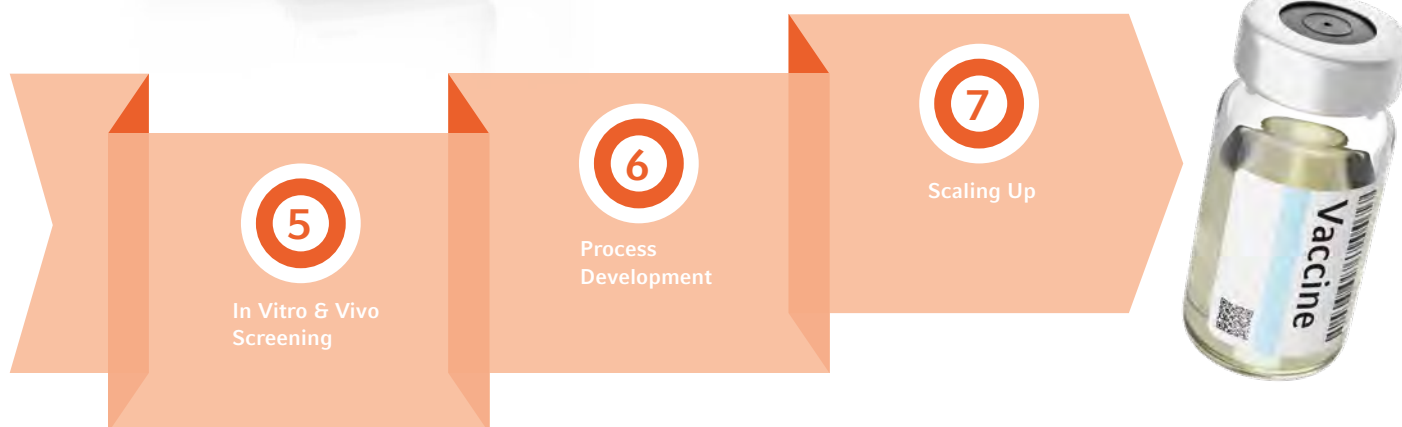 5
In Vitro & Vivo
Screening
6
Process
Development
7
Scaling Up
Vaccine